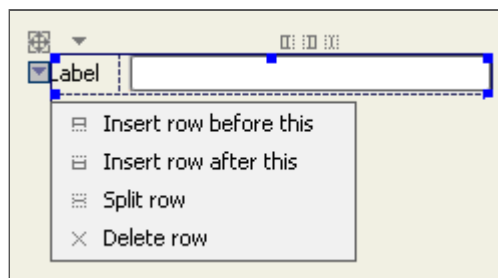 Label
Insert row before this
Insert row after this
Split row
Delete row